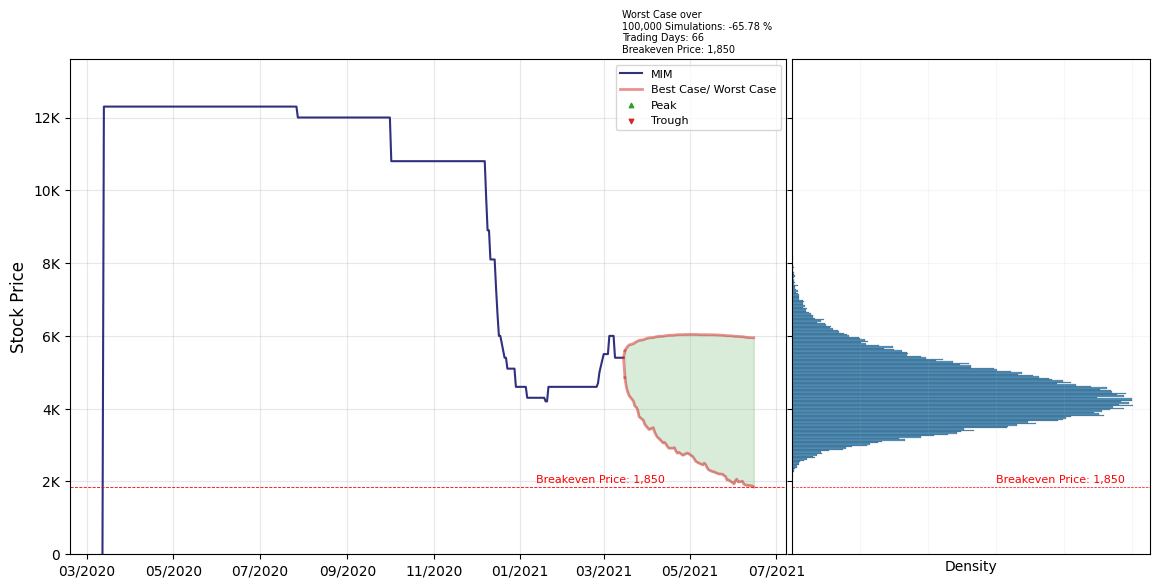 Worst Case over
100,000 Simulations: -65.78 %
Trading Days: 66
Breakeven Price: 1,850
MIM
Best Case/ Worst Case
Peak
Trough
Stock Price
12K
10K
8K
6K
4K
2K
0
Breakeven Price: 1,850
Breakeven Price: 1,850
03/2020 05/2020 07/2020 09/2020 11/2020 01/2021 03/2021 05/2021 07/2021
Density